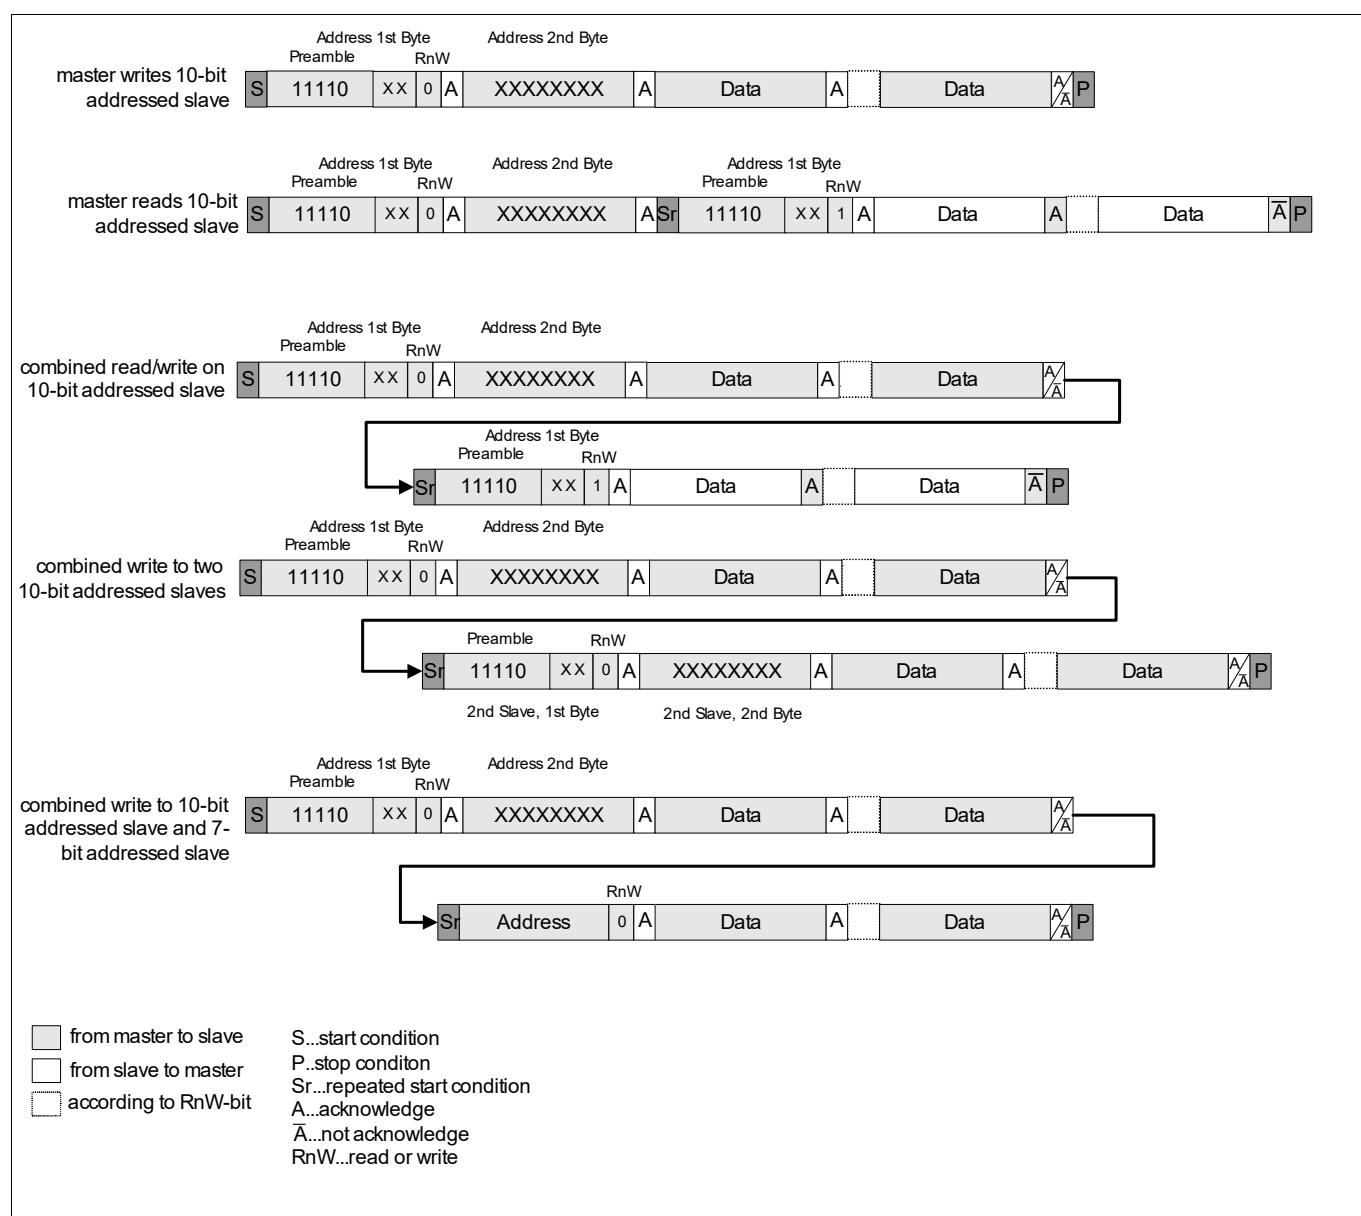 Address 1st Byte Address 2nd Byte
Preamble RnW
master writes 10-bit
addressed slave
S 11110 X X 0 A XXXXXXXX A Data A Data A/A̅ P
Address 1st Byte Address 2nd Byte Address 1st Byte
Preamble RnW Preamble RnW
master reads 10-bit
addressed slave
S 11110 X X 0 A XXXXXXXX A Sr 11110 X X 1 A Data A Data A̅ P
Address 1st Byte Address 2nd Byte
Preamble RnW
combined read/write on
10-bit addressed slave
S 11110 X X 0 A XXXXXXXX A Data A Data A/A̅
Address 1st Byte
Preamble RnW
Sr 11110 X X 1 A Data A Data A̅ P
Address 1st Byte Address 2nd Byte
Preamble RnW
combined write to two
10-bit addressed slaves
S 11110 X X 0 A XXXXXXXX A Data A Data A/A̅
Preamble RnW
Sr 11110 X X 0 A XXXXXXXX A Data A Data A/A̅ P
2nd Slave, 1st Byte 2nd Slave, 2nd Byte
Address 1st Byte Address 2nd Byte
Preamble RnW
combined write to 10-bit
addressed slave and 7-
bit addressed slave
S 11110 X X 0 A XXXXXXXX A Data A Data A/A̅
RnW
Sr Address 0 A Data A Data A/A̅ P
from master to slave
from slave to master
according to RnW-bit
S...start condition
P..stop conditon
Sr...repeated start condition
A...acknowledge
A̅...not acknowledge
RnW...read or write